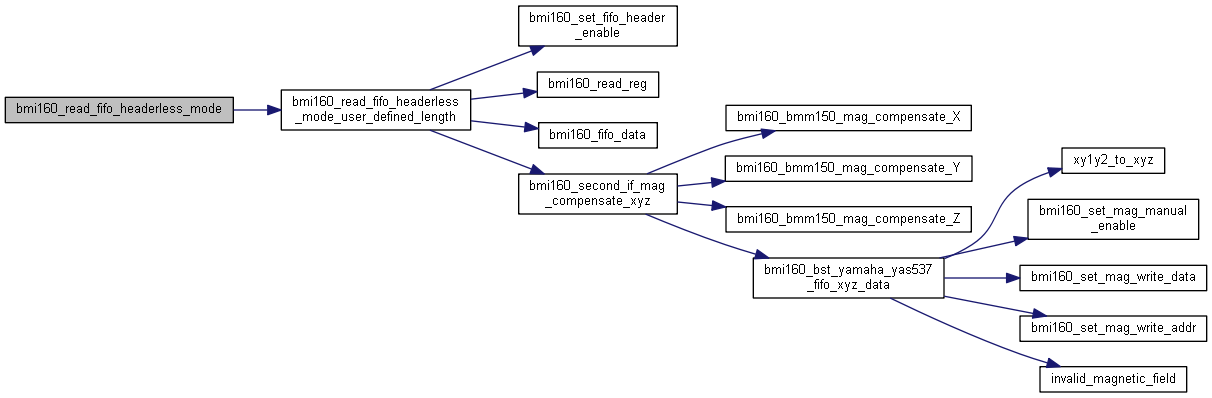 bmi160_read_fifo_headerless_mode
bmi160_read_fifo_headerless
_mode_user_defined_length
bmi160_set_fifo_header
_enable
bmi160_read_reg
bmi160_fifo_data
bmi160_second_if_mag
_compensate_xyz
bmi160_bmm150_mag_compensate_X
bmi160_bmm150_mag_compensate_Y
bmi160_bmm150_mag_compensate_Z
bmi160_bst_yamaha_yas537
_fifo_xyz_data
xy1y2_to_xyz
bmi160_set_mag_manual
_enable
bmi160_set_mag_write_data
bmi160_set_mag_write_addr
invalid_magnetic_field